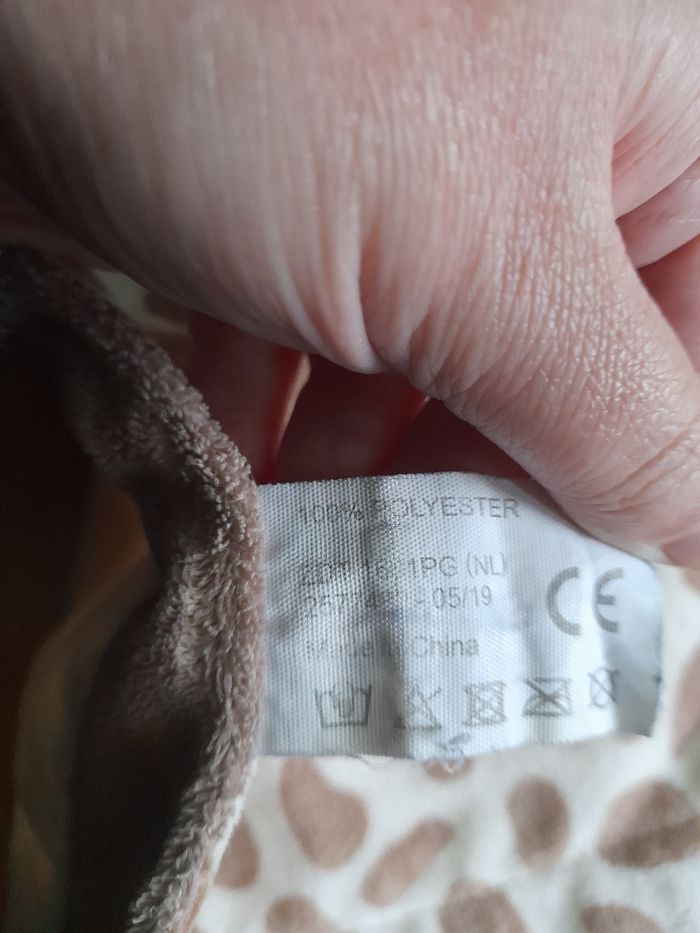 100% POLYESTER
1PG (NL)
05/19
Made in China
CE